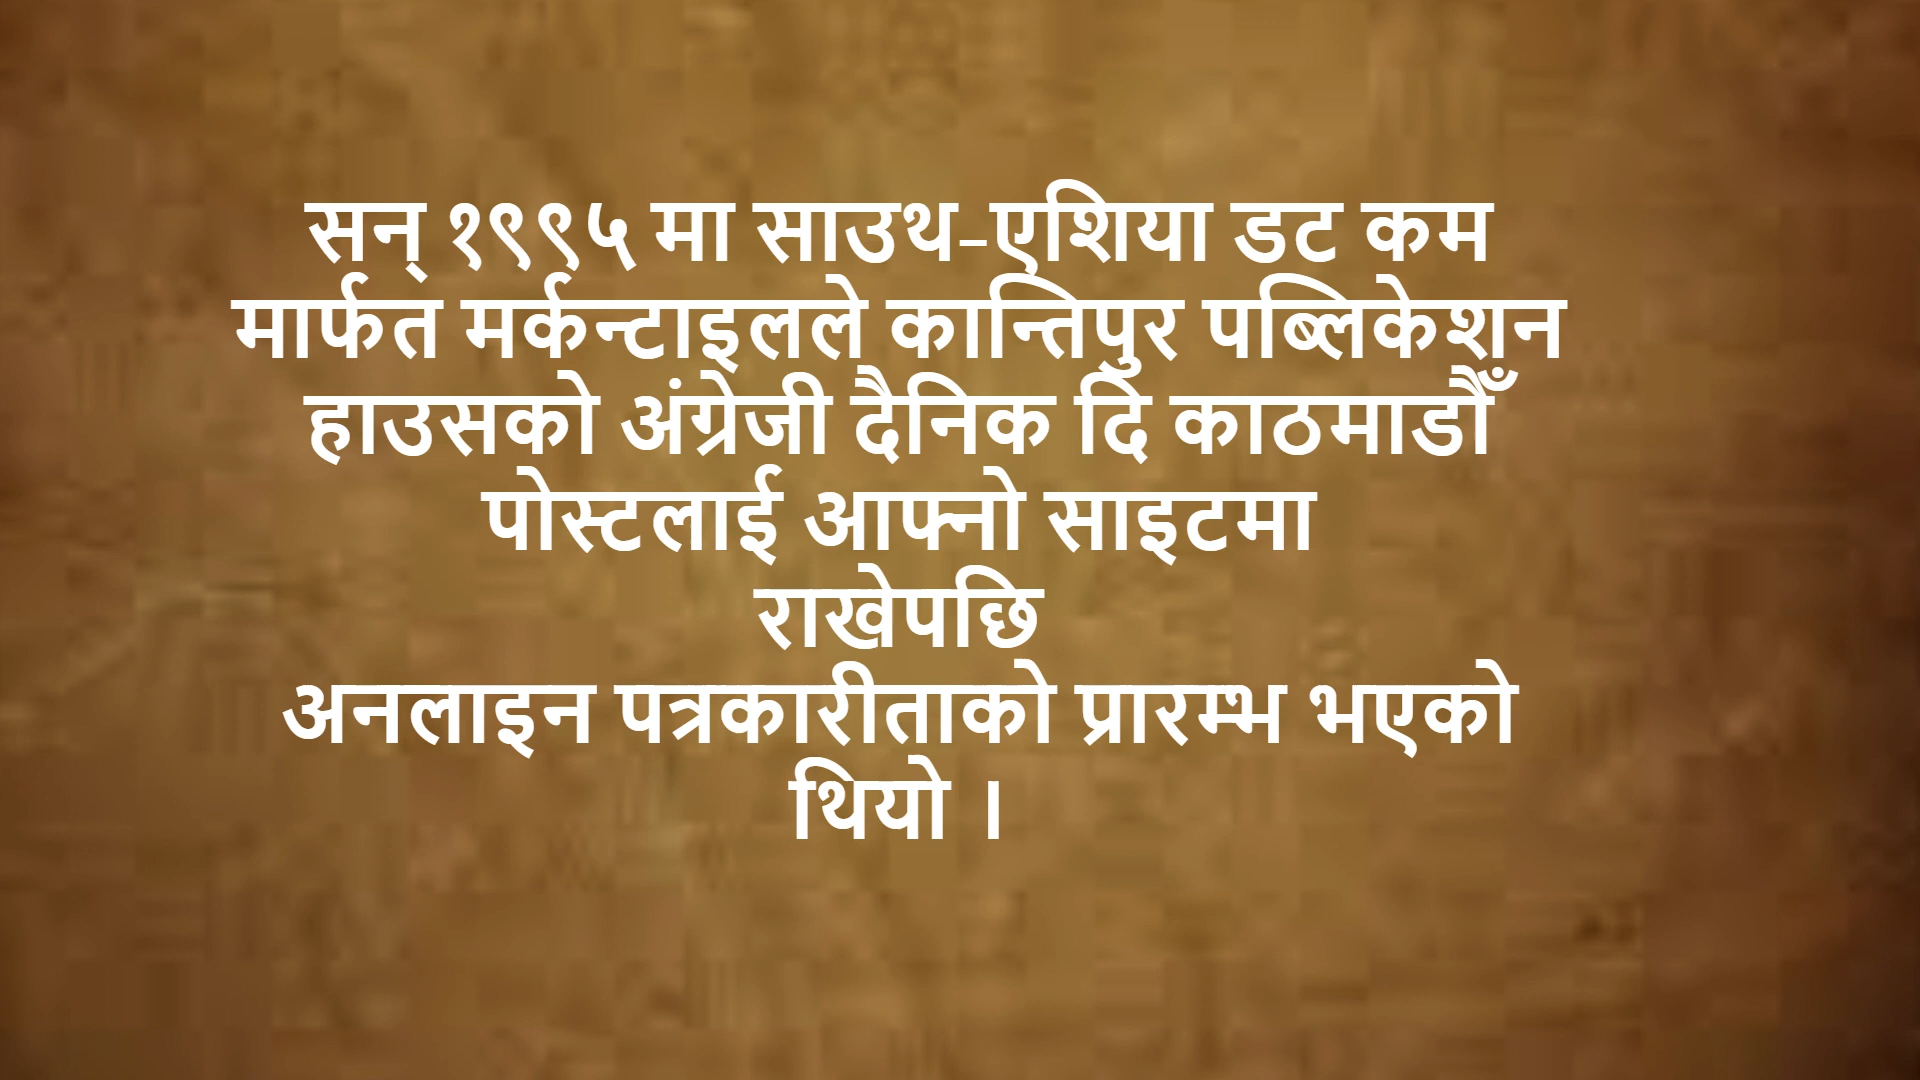 सन् १९९५ मा साउथ-एशिया डट कम
मार्फत मर्कन्टाइलले कान्तिपुर पब्लिकेशन
हाउसको अंग्रेजी दैनिक दि काठमाडौँ
पोस्टलाई आफ्नो साइटमा
राखेपछि
अनलाइन पत्रकारीताको प्रारम्भ भएको
थियो ।